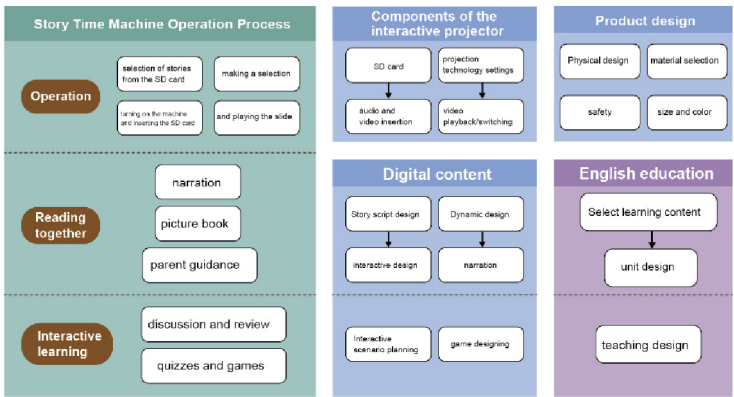 Story Time Machine Operation Process
Operation
selection of stories
from the SD card
making a selection
turning on the machine
and inserting the SD card
and playing the slide
Reading
together
narration
picture book
parent guidance
Interactive
learning
discussion and review
quizzes and games
Components of the
interactive projector
SD card
projection
technology settings
audio and
video insertion
video
playback/switching
Product design
Physical design
material selection
safety
size and color
Digital content
Story script design
Dynamic design
interactive design
narration
Interactive
scenario planning
game designing
English education
Select learning content
unit design
teaching design